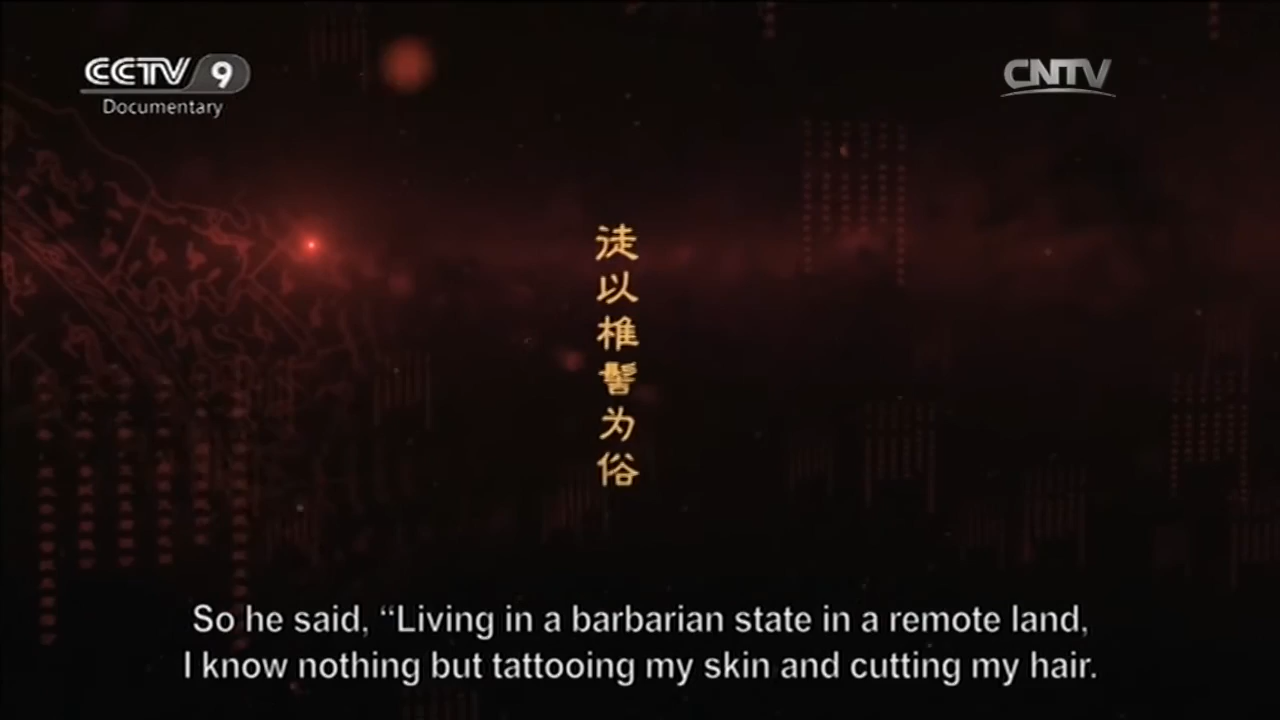 CCTV 9
Documentary
CNTV
徒以椎髻为俗
So he said, “Living in a barbarian state in a remote land,
I know nothing but tattooing my skin and cutting my hair.